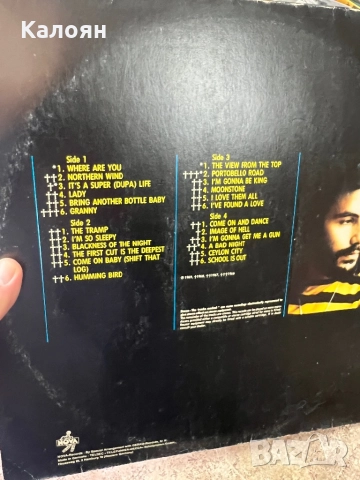 Калоян
Side 1
*1. WHERE ARE YOU
††2. NORTHERN WIND
†*3. IT'S A SUPER (DUPA) LIFE
††4. LADY
†5. BRING ANOTHER BOTTLE BABY
†††6. GRANNY
Side 2
††1. THE TRAMP
†2. I'M SO SLEEPY
3. BLACKNESS OF THE NIGHT
††4. THE FIRST CUT IS THE DEEPEST
5. COME ON BABY (SHIFT THAT
LOG)
††6. HUMMING BIRD
Side 3
*1. THE VIEW FROM THE TOP
†††*2. PORTOBELLO ROAD
3. I'M GONNA BE KING
††4. MOONSTONE
†5. I LOVE THEM ALL
††6. I'VE FOUND A LOVE
Side 4
††1. COME ON AND DANCE
††2. IMAGE OF HELL
††3. I'M GONNA GET ME A GUN
†4. A BAD NIGHT
5. CEYLON CITY
††6. SCHOOL IS OUT
NOVA
BAZAR.BG